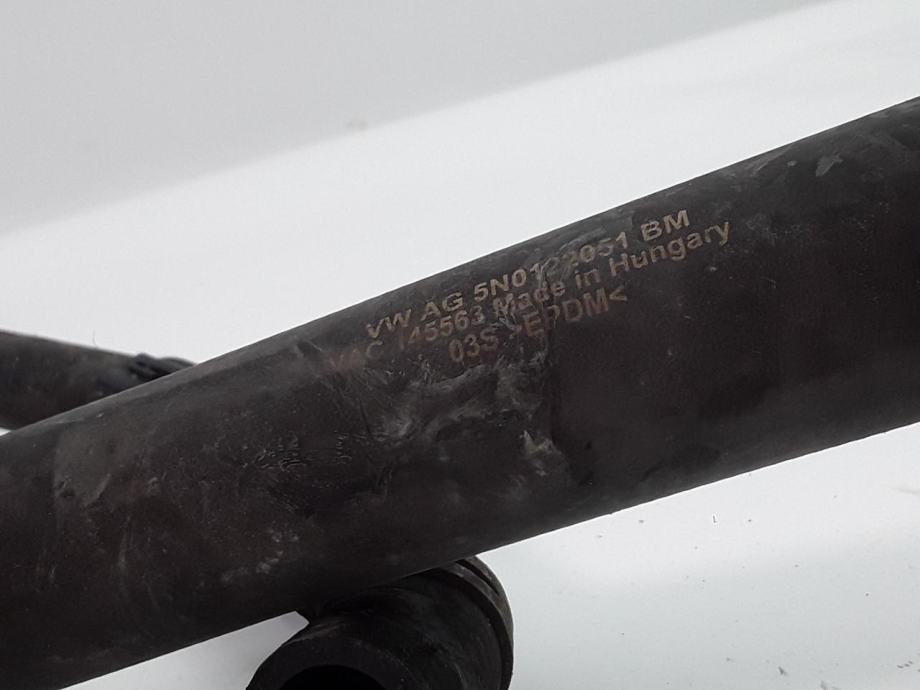 VW AG 5N0122051 BM
145563 Made in Hungary
03S >EPDM<